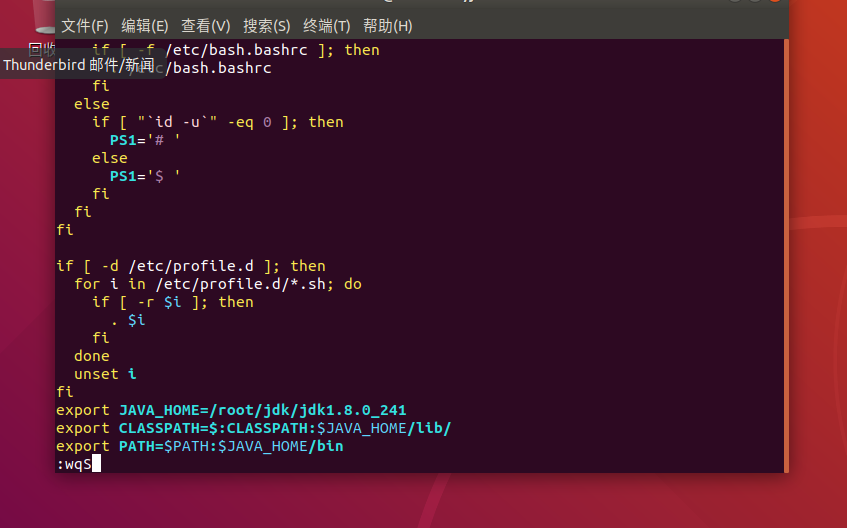 文件(F) 编辑(E) 查看(V) 搜索(S) 终端(T) 帮助(H)
回收
if [ -f /etc/bash.bashrc ]; then
Thunderbird 邮件/新闻
/etc/bash.bashrc
fi
else
if [ "`id -u`" -eq 0 ]; then
PS1='# '
else
PS1='$ '
fi
fi
fi
if [ -d /etc/profile.d ]; then
for i in /etc/profile.d/*.sh; do
if [ -r $i ]; then
. $i
fi
done
unset i
fi
export JAVA_HOME=/root/jdk/jdk1.8.0_241
export CLASSPATH=$:CLASSPATH:$JAVA_HOME/lib/
export PATH=$PATH:$JAVA_HOME/bin
:wqS